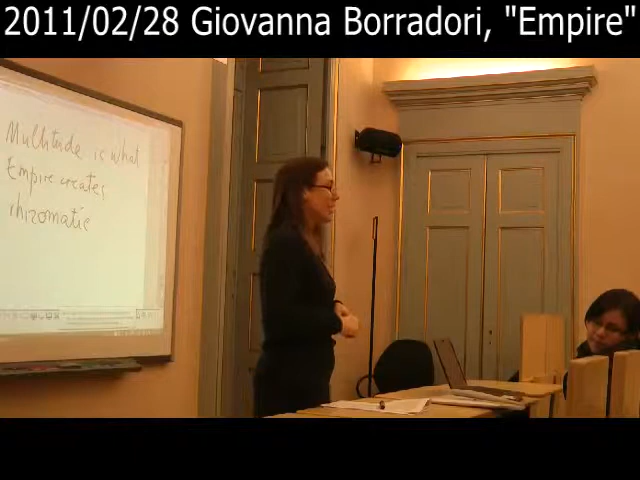 2011/02/28 Giovanna Borradori, "Empire"
Multitude is what
Empire creates
rhizomatic